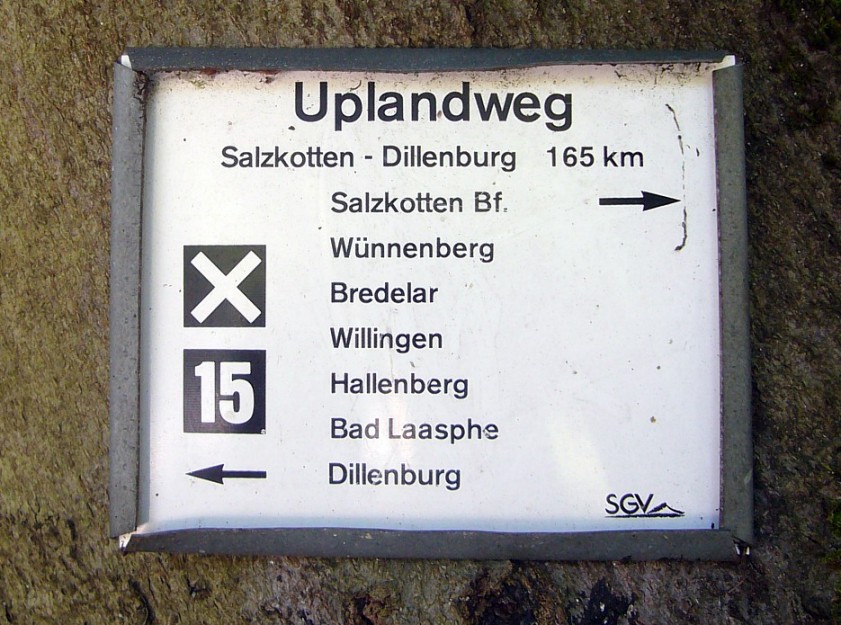 Uplandweg
Salzkotten - Dillenburg 165 km
Salzkotten Bf.
Wünnenberg
Bredelar
Willingen
15
Hallenberg
Bad Laasphe
Dillenburg
SGV